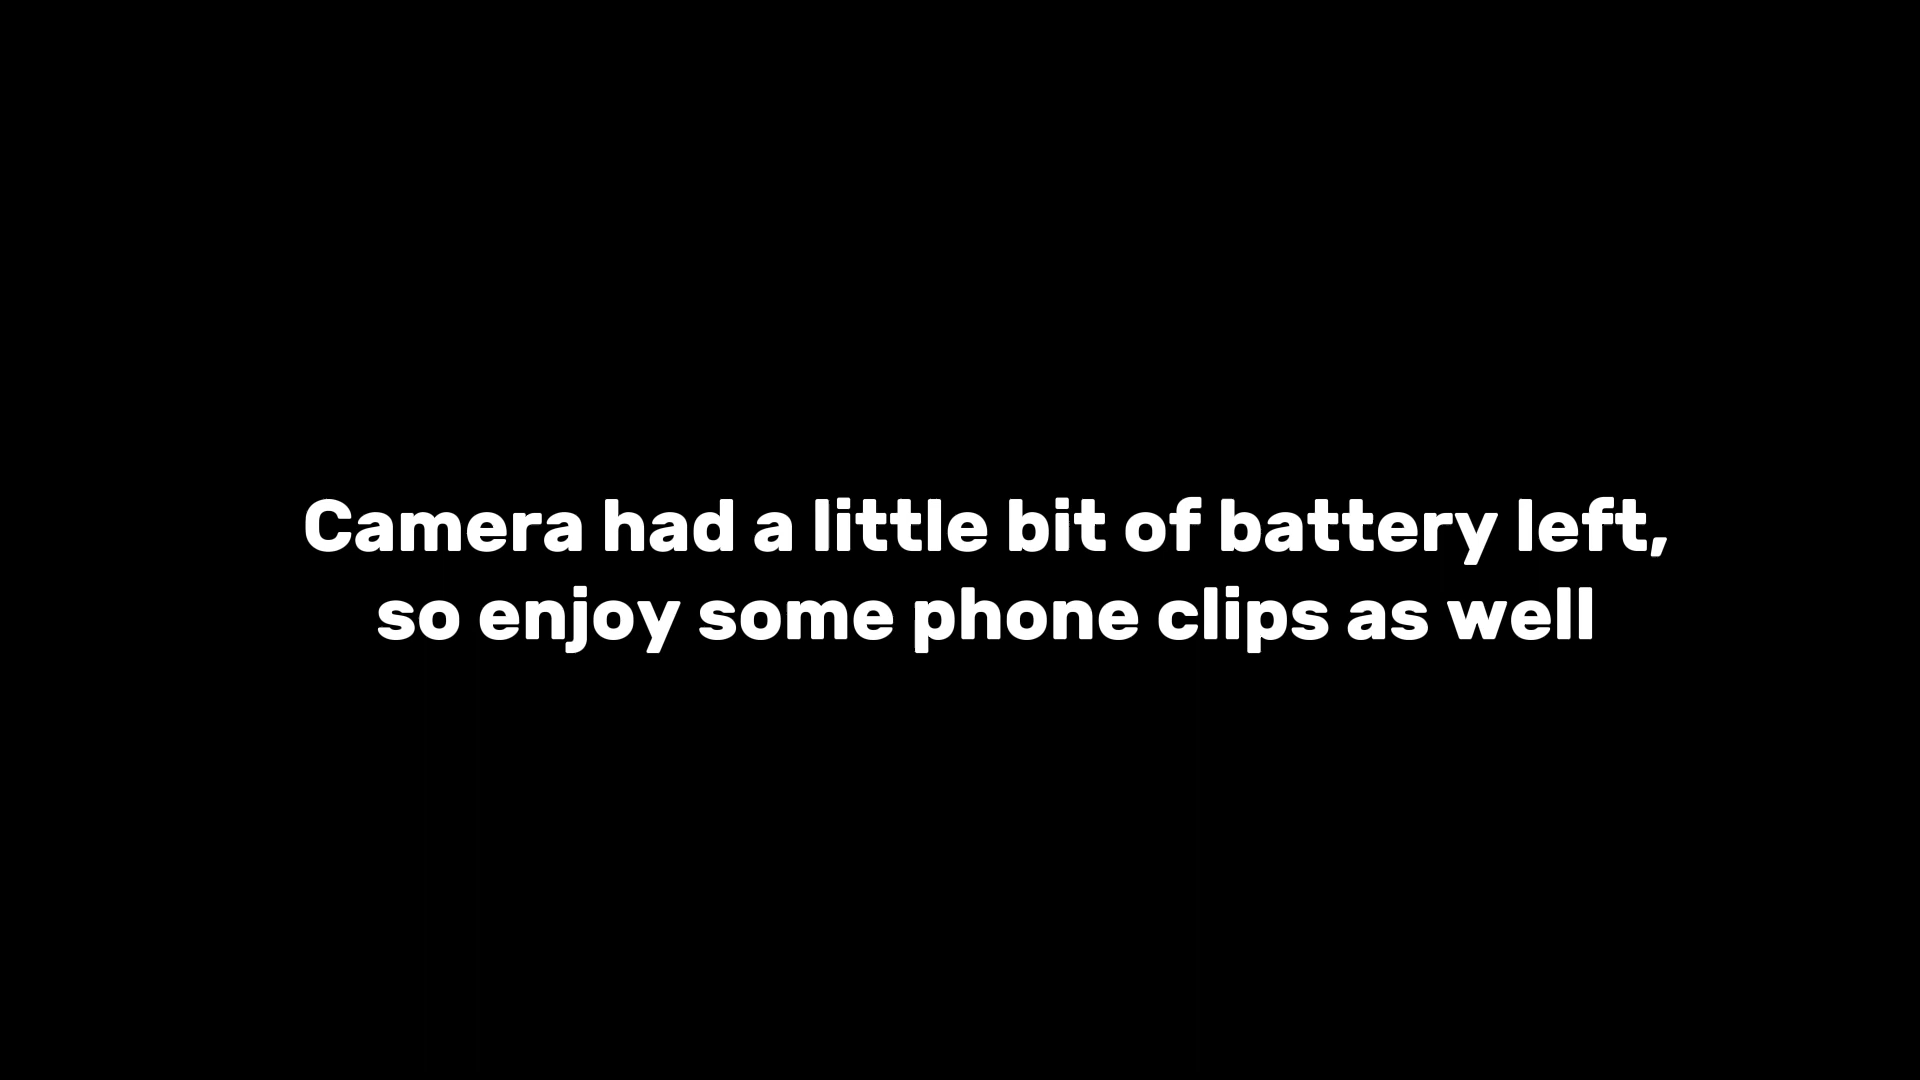 Camera had a little bit of battery left,
so enjoy some phone clips as well